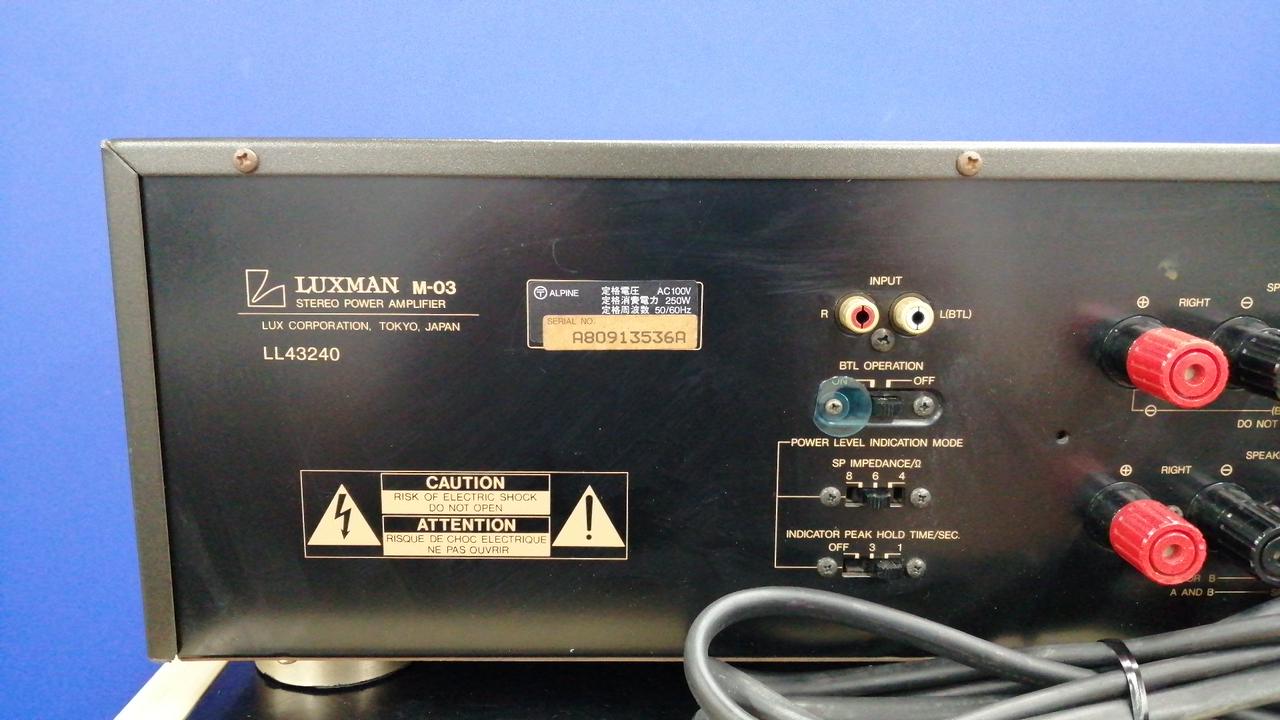 LUXMAN M-03
STEREO POWER AMPLIFIER
LUX CORPORATION, TOKYO, JAPAN
LL43240
ALPINE
定格電圧 AC100V
定格消費電力 250W
定格周波数 50/60Hz
SERIAL NO.
A80913536A
CAUTION
RISK OF ELECTRIC SHOCK
DO NOT OPEN
ATTENTION
RISQUE DE CHOC ELECTRIQUE
NE PAS OUVRIR
INPUT
R L(BTL)
BTL OPERATION
ON OFF
POWER LEVEL INDICATION MODE
SP IMPEDANCE/Ω
8 6 4
INDICATOR PEAK HOLD TIME/SEC.
OFF 3 1
SP
⊕ RIGHT ⊖
⊖
DO NOT
SPEAK
⊕ RIGHT ⊖
OR B
A AND B